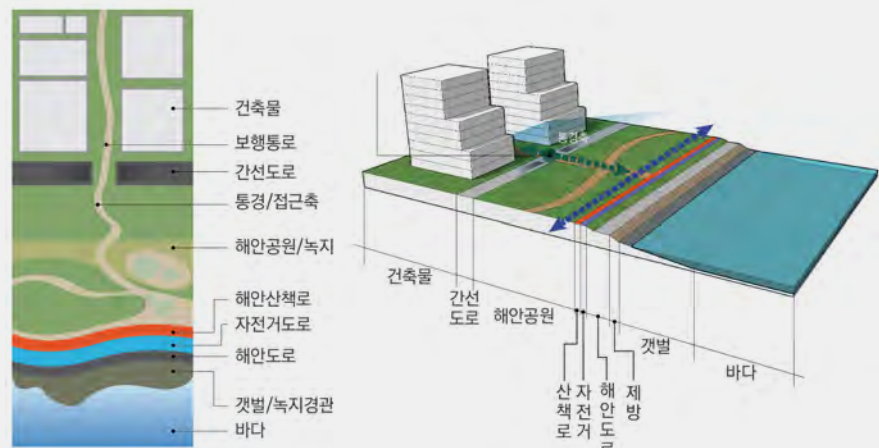 건축물
보행통로
간선도로
통경/접근축
해안공원/녹지
해안산책로
자전거도로
해안도로
갯벌/녹지경관
바다
통경축
건축물
간선
도로
해안공원
산책로
자전거
해안도로
제방
갯벌
바다